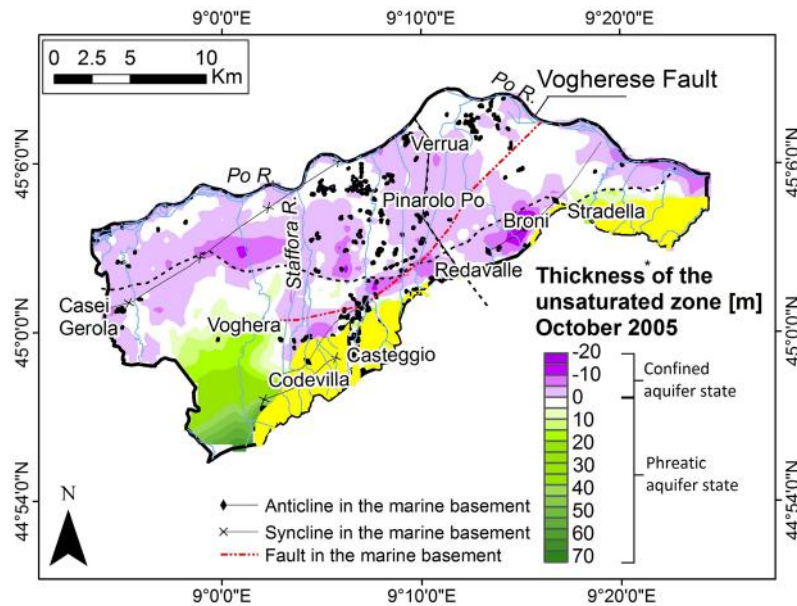 9°0'0"E 9°10'0"E 9°20'0"E
0 2.5 5 10
Km
Po R.
Vogherese Fault
Verrua
45°6'0"N
45°6'0"N
Po R.
Pinarolo Po
Staffora R.
Broni
Stradella
Redavalle
Casei
Gerola
Voghera
Casteggio
Codevilla
45°0'0"N
45°0'0"N
Thickness* of the
unsaturated zone [m]
October 2005
-20
-10
0
10
20
30
40
50
60
70
Confined
aquifer state
Phreatic
aquifer state
44°54'0"N
44°54'0"N
N
Anticline in the marine basement
Syncline in the marine basement
Fault in the marine basement
9°0'0"E 9°10'0"E 9°20'0"E